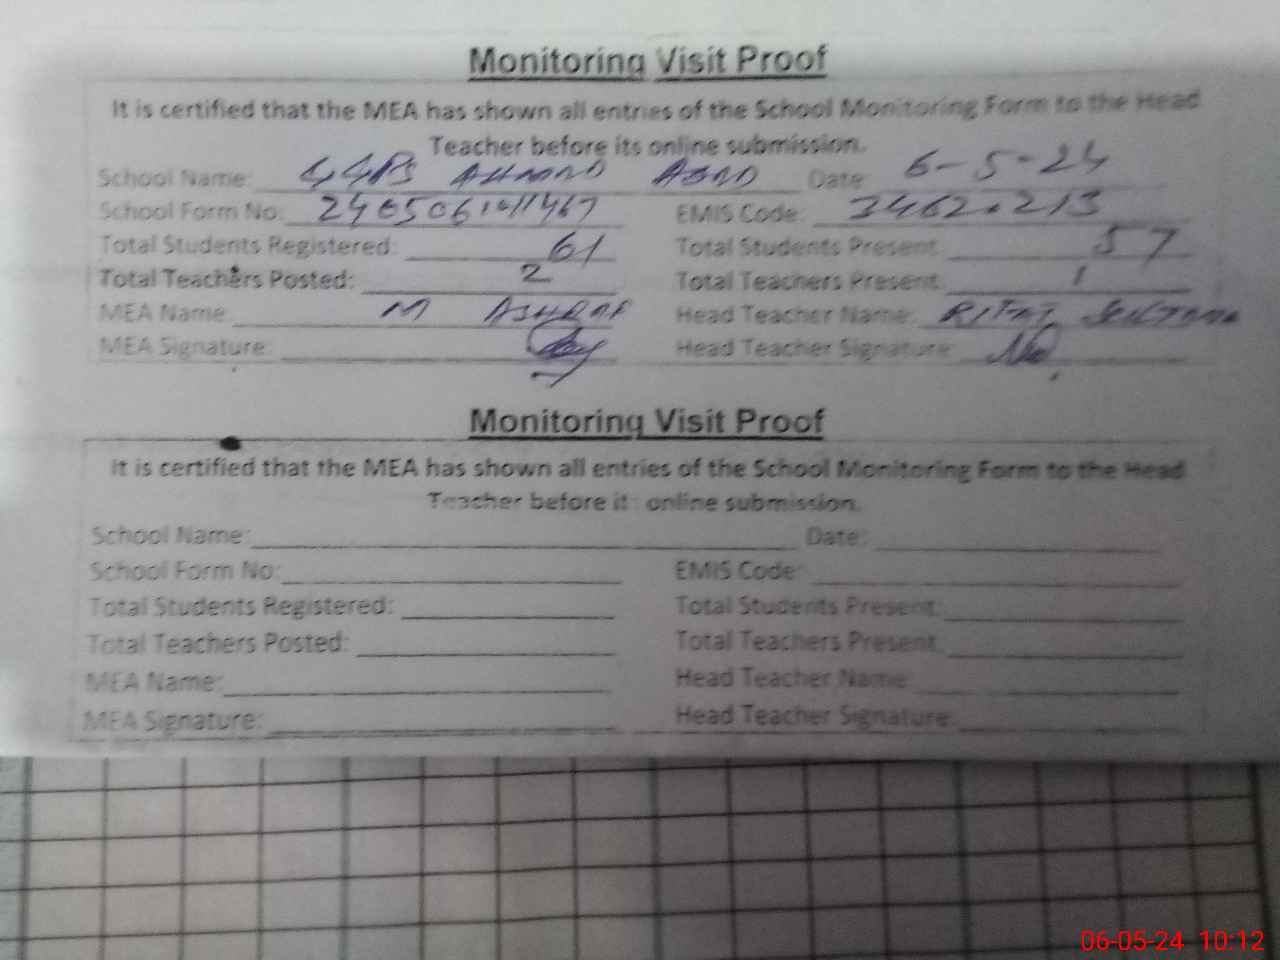 Monitoring Visit Proof
It is certified that the MEA has shown all entries of the School Monitoring Form to the Head
Teacher before its online submission.
School Name: GGPS AHMAD ABAD Date: 6-5-24
School Form No: EMIS Code:
Total Students Registered: 61 Total Students Present: 57
Total Teachers Posted: 2 Total Teachers Present: 1
MEA Name: M ASHRAF Head Teacher Name: SULTANA
MEA Signature: Head Teacher Signature:
Monitoring Visit Proof
It is certified that the MEA has shown all entries of the School Monitoring Form to the Head
Teacher before it online submission.
School Name: Date:
School Form No: EMIS Code:
Total Students Registered: Total Students Present:
Total Teachers Posted: Total Teachers Present:
MEA Name: Head Teacher Name:
MEA Signature: Head Teacher Signature:
06-05-24 10:12